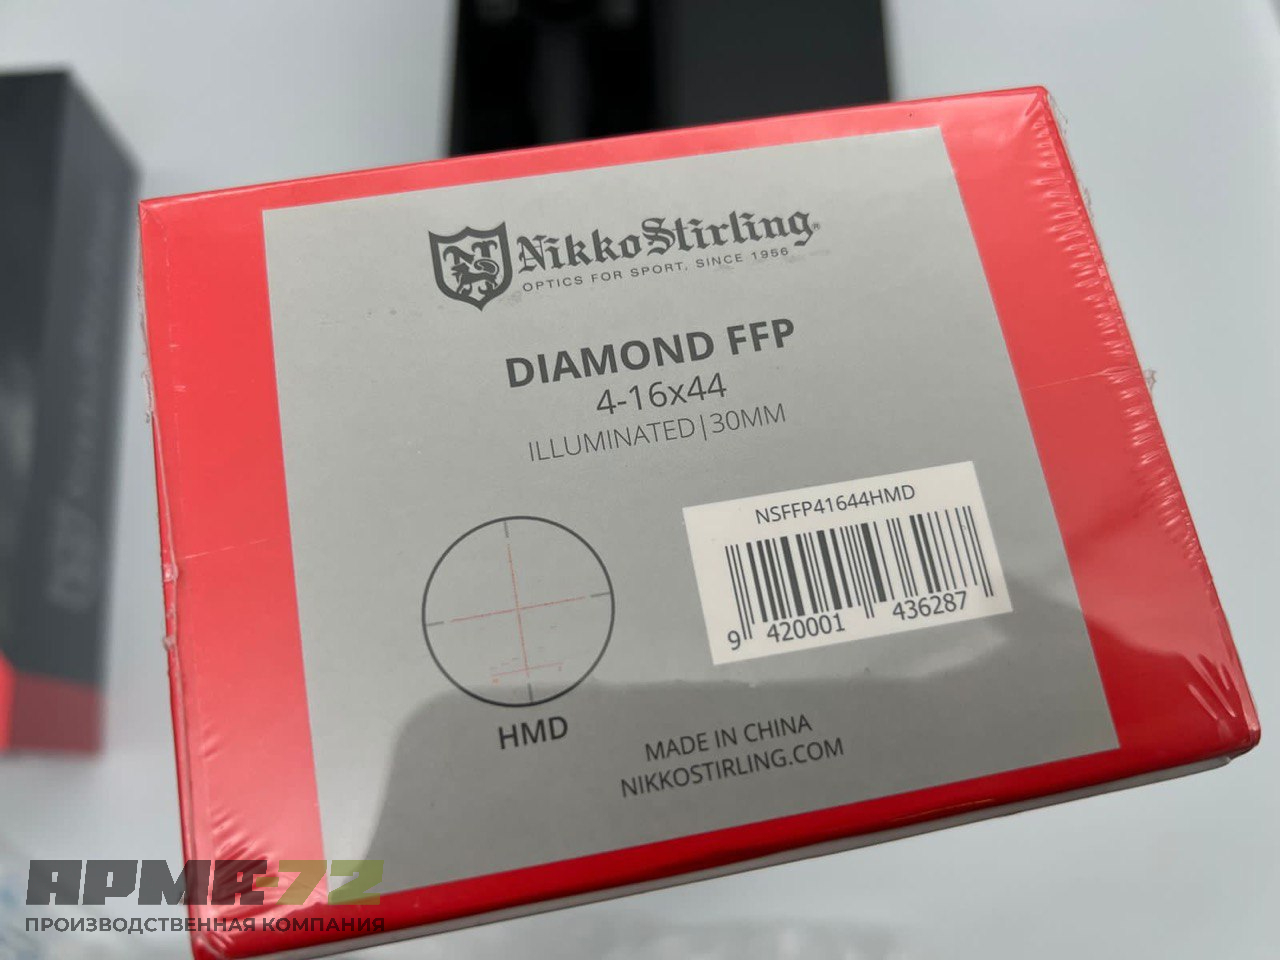 NikkoStirling®
OPTICS FOR SPORT, SINCE 1956
DIAMOND FFP
4-16x44
ILLUMINATED|30MM
NSFFP41644HMD
9 420001 436287
HMD
MADE IN CHINA
NIKKOSTIRLING.COM
АРМА-72
ПРОИЗВОДСТВЕННАЯ КОМПАНИЯ